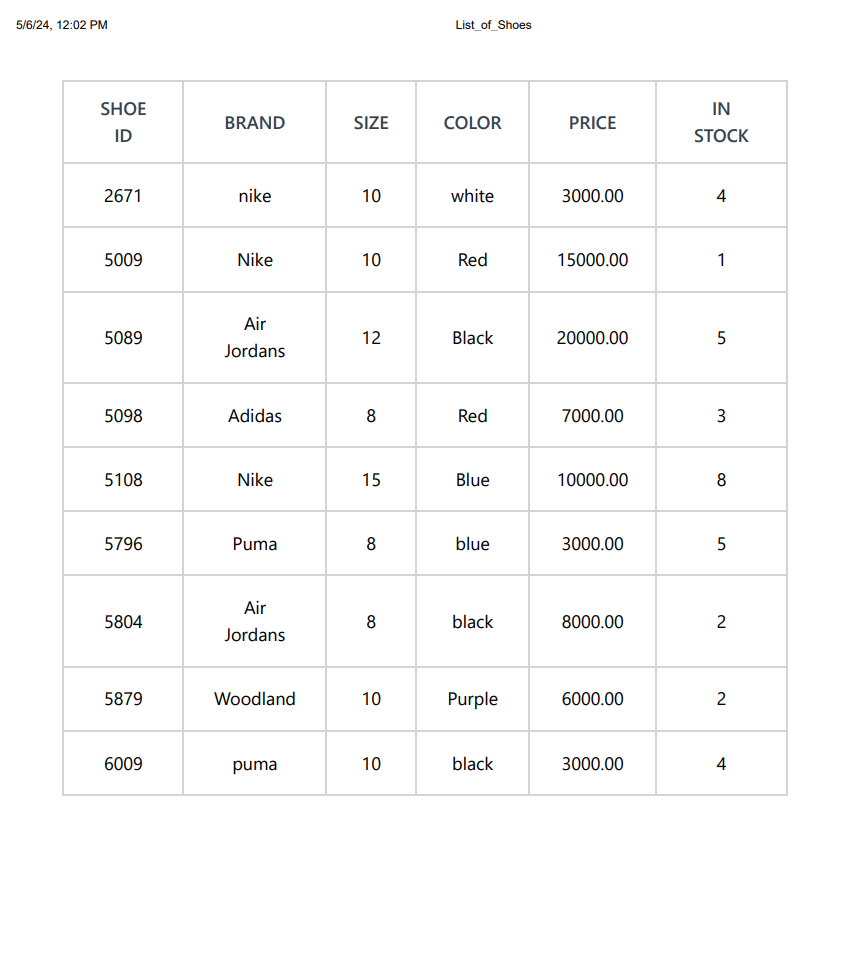 5/6/24, 12:02 PM List_of_Shoes
SHOE ID BRAND SIZE COLOR PRICE IN STOCK
2671 nike 10 white 3000.00 4
5009 Nike 10 Red 15000.00 1
5089 Air Jordans 12 Black 20000.00 5
5098 Adidas 8 Red 7000.00 3
5108 Nike 15 Blue 10000.00 8
5796 Puma 8 blue 3000.00 5
5804 Air Jordans 8 black 8000.00 2
5879 Woodland 10 Purple 6000.00 2
6009 puma 10 black 3000.00 4